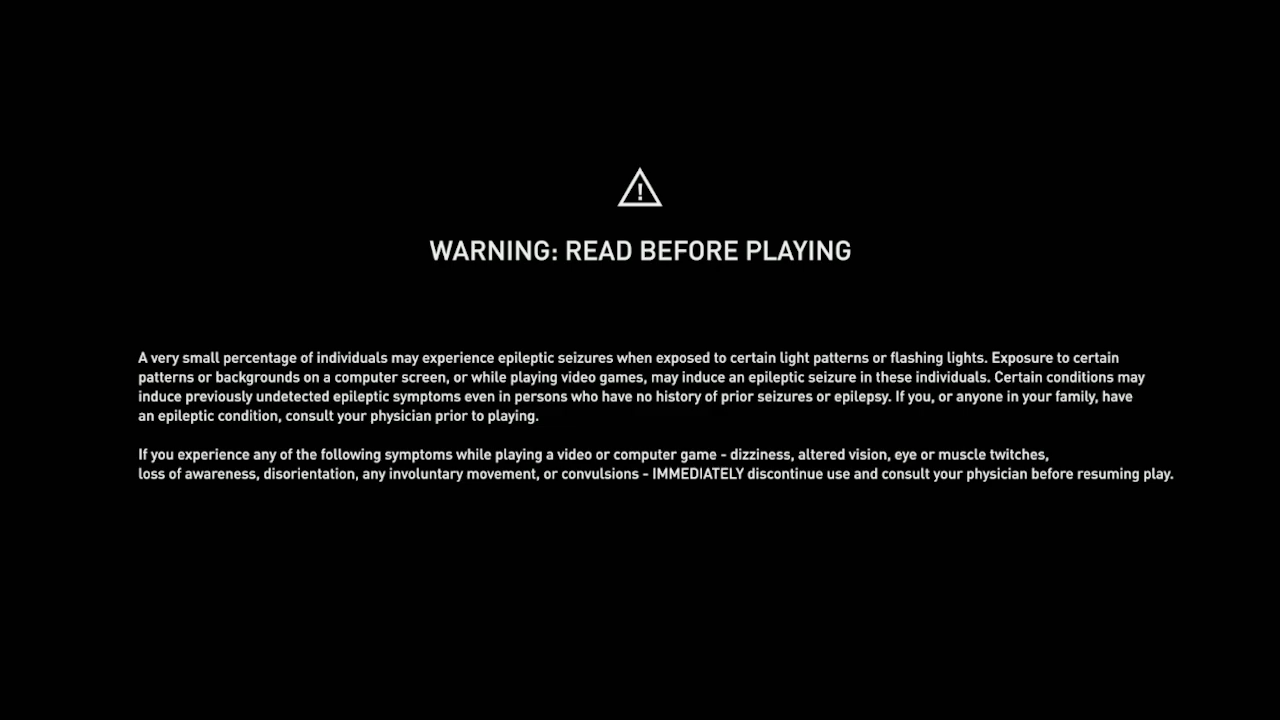 WARNING: READ BEFORE PLAYING
A very small percentage of individuals may experience epileptic seizures when exposed to certain light patterns or flashing lights. Exposure to certain
patterns or backgrounds on a computer screen, or while playing video games, may induce an epileptic seizure in these individuals. Certain conditions may
induce previously undetected epileptic symptoms even in persons who have no history of prior seizures or epilepsy. If you, or anyone in your family, have
an epileptic condition, consult your physician prior to playing.
If you experience any of the following symptoms while playing a video or computer game - dizziness, altered vision, eye or muscle twitches,
loss of awareness, disorientation, any involuntary movement, or convulsions - IMMEDIATELY discontinue use and consult your physician before resuming play.